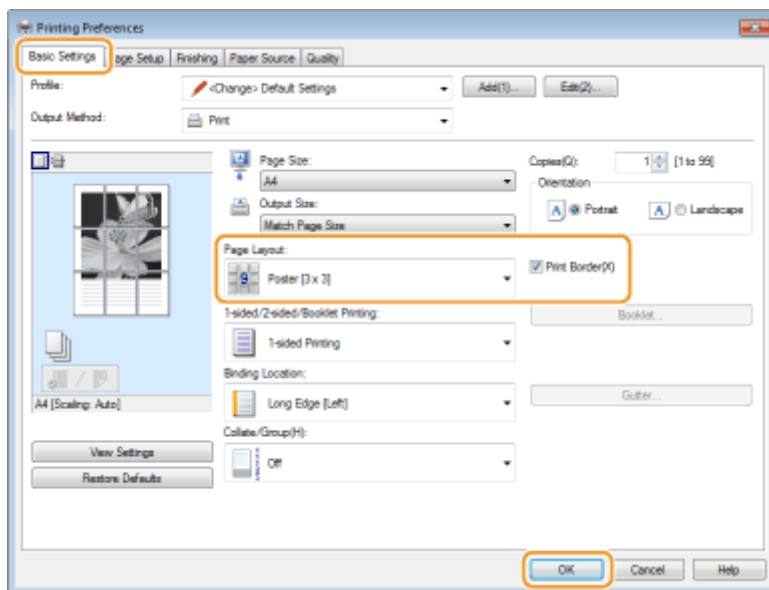 Printing Preferences
Basic Settings Page Setup Finishing Paper Source Quality
Profile: <Change> Default Settings Add(1)... Edit(2)...
Output Method: Print
Page Size: Copies(Q): 1 [1 to 99]
A4 Orientation
Output Size: A Portrait A Landscape
Match Page Size
Page Layout:
9 Poster [3 x 3] Print Border(X)
1-sided/2-sided/Booklet Printing: Booklet...
1-sided Printing
Binding Location:
A4 [Scaling: Auto] Long Edge [Left] Gutter...
Collate/Group(H):
View Settings Off
Restore Defaults
OK Cancel Help